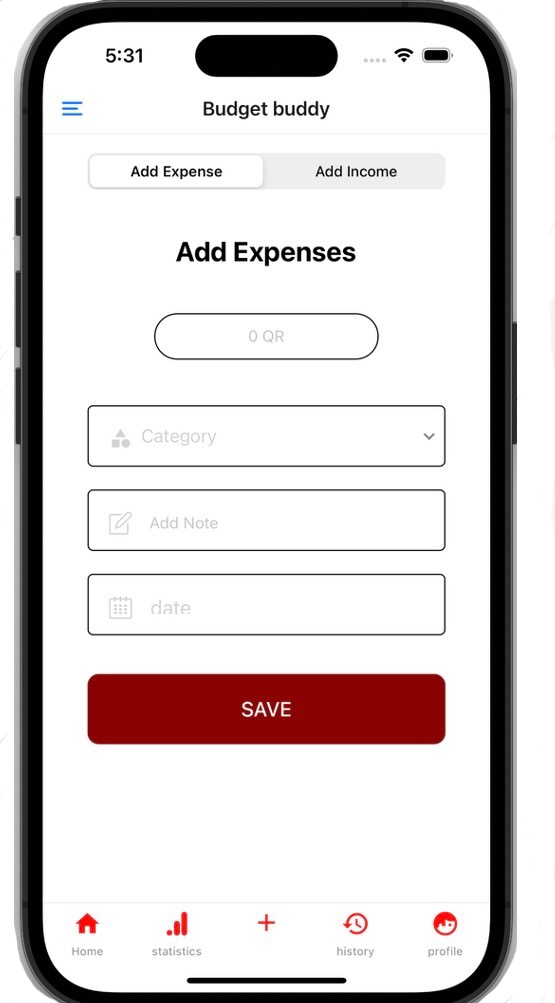 5:31
Budget buddy
Add Expense Add Income
Add Expenses
0 QR
Category
Add Note
date
SAVE
Home statistics history profile